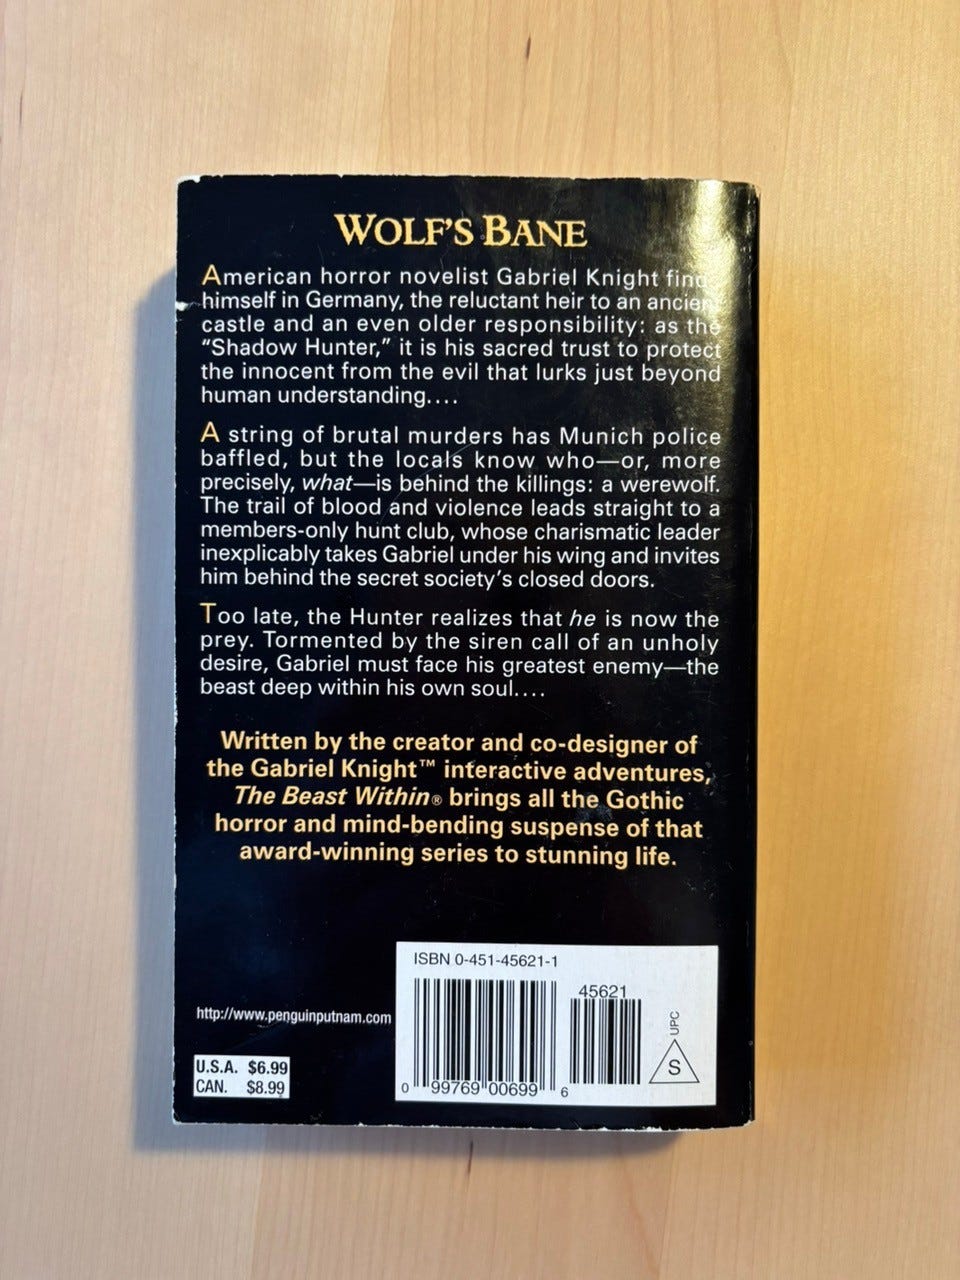 WOLF'S BANE
American horror novelist Gabriel Knight find
himself in Germany, the reluctant heir to an ancien
castle and an even older responsibility: as the
“Shadow Hunter,” it is his sacred trust to protect
the innocent from the evil that lurks just beyond
human understanding....
A string of brutal murders has Munich police
baffled, but the locals know who—or, more
precisely, what—is behind the killings: a werewolf.
The trail of blood and violence leads straight to a
members-only hunt club, whose charismatic leader
inexplicably takes Gabriel under his wing and invites
him behind the secret society's closed doors.
Too late, the Hunter realizes that he is now the
prey. Tormented by the siren call of an unholy
desire, Gabriel must face his greatest enemy—the
beast deep within his own soul....
Written by the creator and co-designer of
the Gabriel Knight™ interactive adventures,
The Beast Within® brings all the Gothic
horror and mind-bending suspense of that
award-winning series to stunning life.
http://www.penguinputnam.com
U.S.A. $6.99
CAN. $8.99
ISBN 0-451-45621-1
45621
0 99769 00699 6
UPC
S